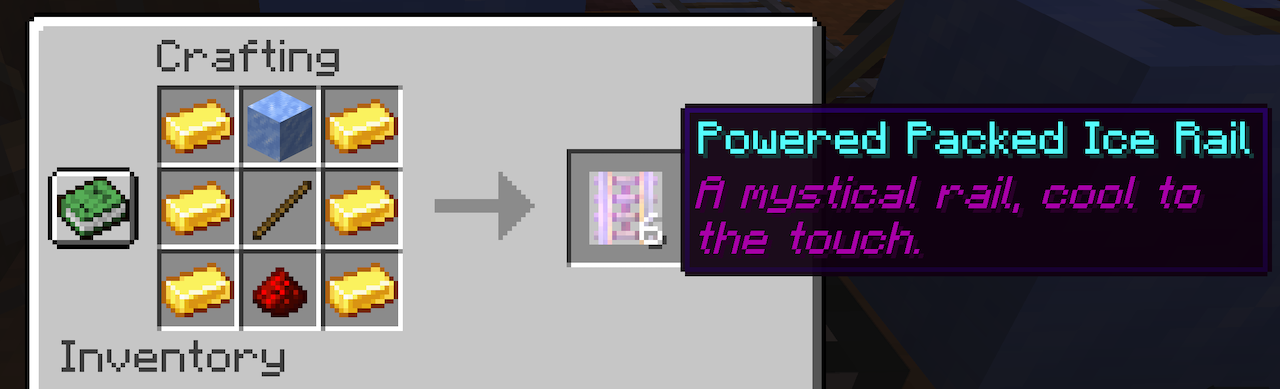 Crafting
Powered Packed Ice Rail
A mystical rail, cool to
the touch.
6
Inventory